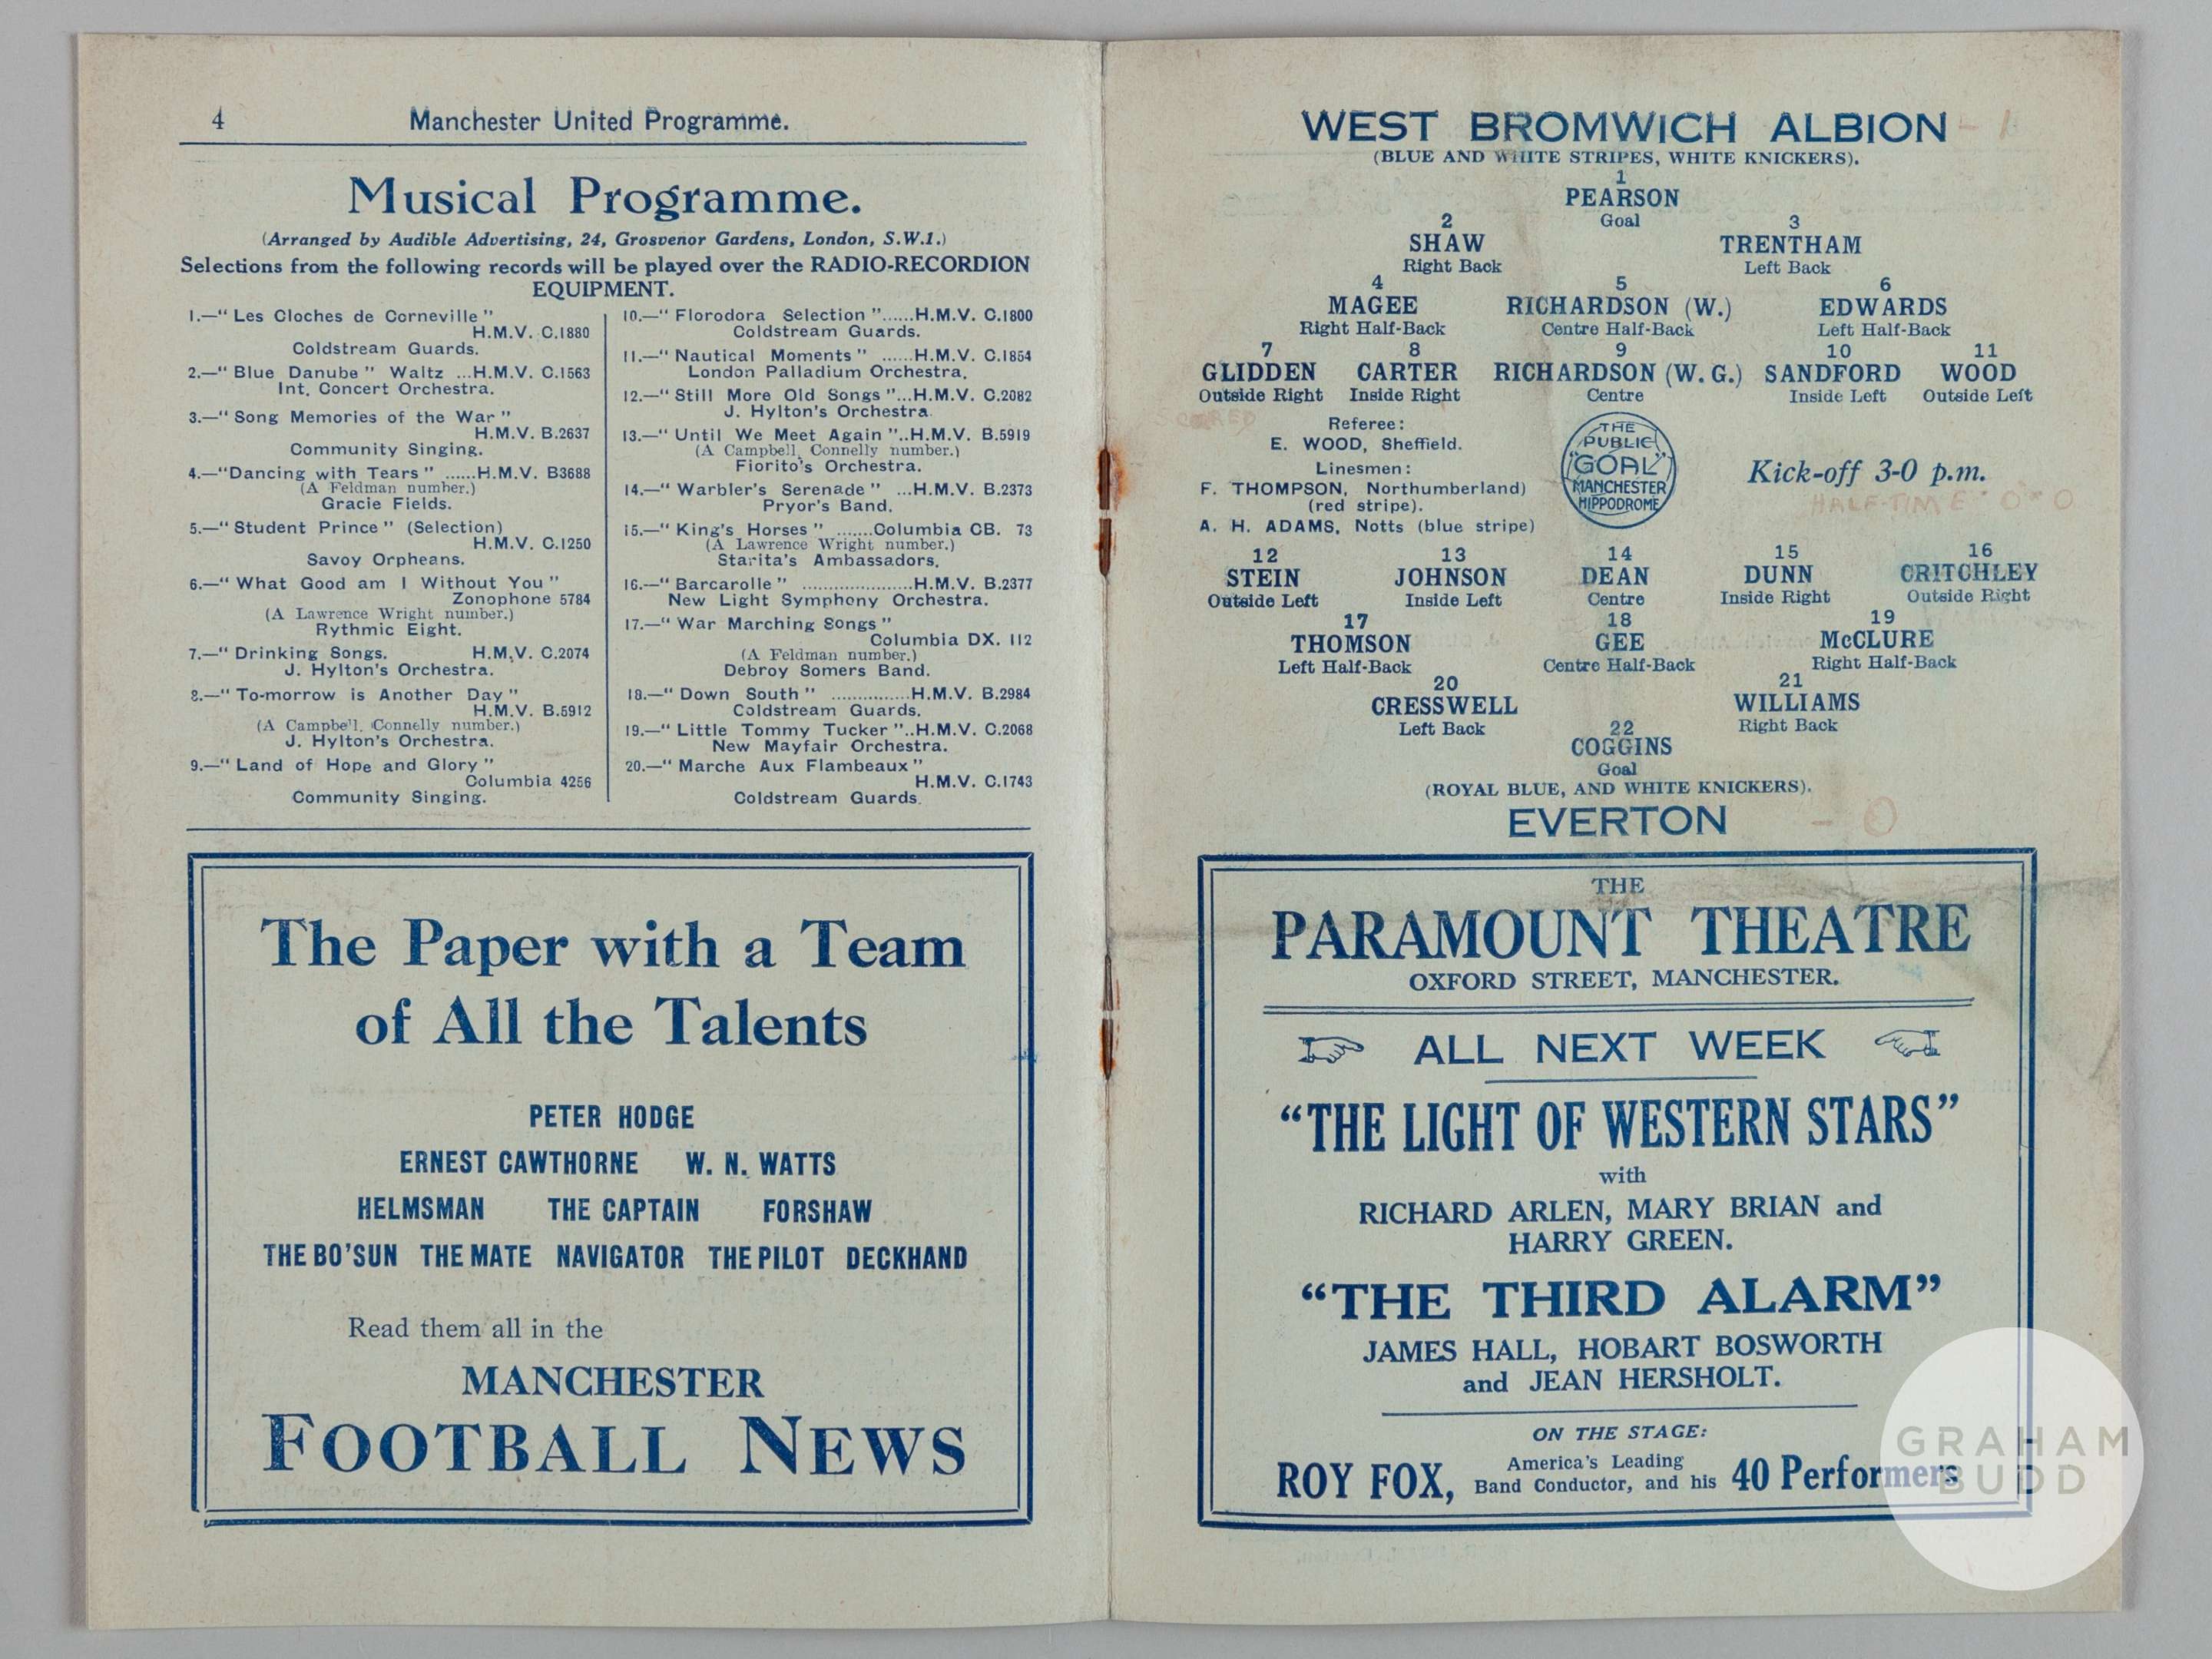 4 Manchester United Programme.
Musical Programme.
(Arranged by Audible Advertising, 24, Grosvenor Gardens, London, S.W.1.)
Selections from the following records will be played over the RADIO-RECORDION
EQUIPMENT.
1.—“Les Cloches de Corneville”
H.M.V. C.1880
Coldstream Guards.
2.—“Blue Danube” Waltz ...H.M.V. C.1563
Int. Concert Orchestra.
3.—“Song Memories of the War”
H.M.V. B.2637
Community Singing.
4.—“Dancing with Tears” ......H.M.V. B3688
(A Feldman number.)
Gracie Fields.
5.—“Student Prince” (Selection)
H.M.V. C.1250
Savoy Orpheans.
6.—“What Good am I Without You”
Zonophone 5784
(A Lawrence Wright number.)
Rythmic Eight.
7.—“Drinking Songs. H.M.V. C.2074
J. Hylton's Orchestra.
8.—“To-morrow is Another Day”
H.M.V. B.5912
(A Campbell, Connelly number.)
J. Hylton's Orchestra.
9.—“Land of Hope and Glory”
Columbia 4256
Community Singing.
10.—“Florodora Selection”......H.M.V. C.1800
Coldstream Guards.
11.—“Nautical Moments” ......H.M.V. C.1854
London Palladium Orchestra.
12.—“Still More Old Songs”...H.M.V. C.2082
J. Hylton's Orchestra.
13.—“Until We Meet Again”..H.M.V. B.5919
(A Campbell, Connelly number.)
Fiorito's Orchestra.
14.—“Warbler's Serenade” ...H.M.V. B.2373
Pryor's Band.
15.—“King's Horses” ........Columbia CB. 73
(A Lawrence Wright number.)
Starita's Ambassadors.
16.—“Barcarolle” ......................H.M.V. B.2377
New Light Symphony Orchestra.
17.—“War Marching Songs”
Columbia DX. 112
(A Feldman number.)
Debroy Somers Band.
18.—“Down South” ...............H.M.V. B.2984
Coldstream Guards.
19.—“Little Tommy Tucker”..H.M.V. C.2068
New Mayfair Orchestra.
20.—“Marche Aux Flambeaux”
H.M.V. C.1743
Coldstream Guards.
The Paper with a Team
of All the Talents
PETER HODGE
ERNEST CAWTHORNE W. N. WATTS
HELMSMAN THE CAPTAIN FORSHAW
THE BO'SUN THE MATE NAVIGATOR THE PILOT DECKHAND
Read them all in the
MANCHESTER
FOOTBALL NEWS
WEST BROMWICH ALBION - 1
(BLUE AND WHITE STRIPES, WHITE KNICKERS).
1
PEARSON
Goal
2 3
SHAW TRENTHAM
Right Back Left Back
4 5 6
MAGEE RICHARDSON (W.) EDWARDS
Right Half-Back Centre Half-Back Left Half-Back
7 8 9 10 11
GLIDDEN CARTER RICHARDSON (W. G.) SANDFORD WOOD
Outside Right Inside Right Centre Inside Left Outside Left
SCORED
Referee:
E. WOOD, Sheffield.
Linesmen:
F. THOMPSON, Northumberland)
(red stripe).
A. H. ADAMS, Notts (blue stripe)
THE
PUBLIC
"GOAL"
MANCHESTER
HIPPODROME
Kick-off 3-0 p.m.
HALF-TIME: 0 - 0
12 13 14 15 16
STEIN JOHNSON DEAN DUNN CRITCHLEY
Outside Left Inside Left Centre Inside Right Outside Right
17 18 19
THOMSON GEE McCLURE
Left Half-Back Centre Half-Back Right Half-Back
20 21
CRESSWELL WILLIAMS
Left Back Right Back
22
COGGINS
Goal
(ROYAL BLUE, AND WHITE KNICKERS).
EVERTON - 0
THE
PARAMOUNT THEATRE
OXFORD STREET, MANCHESTER.
ALL NEXT WEEK
“THE LIGHT OF WESTERN STARS”
with
RICHARD ARLEN, MARY BRIAN and
HARRY GREEN.
“THE THIRD ALARM”
JAMES HALL, HOBART BOSWORTH
and JEAN HERSHOLT.
ON THE STAGE:
ROY FOX, America's Leading Band Conductor, and his 40 Performers
GRAHAM
BUDD